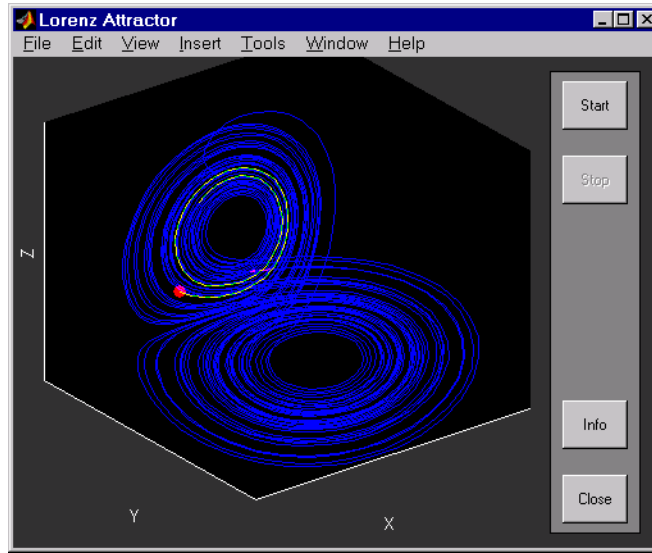 Lorenz Attractor
File Edit View Insert Tools Window Help
Start
Stop
Z
Info
Close
Y
X